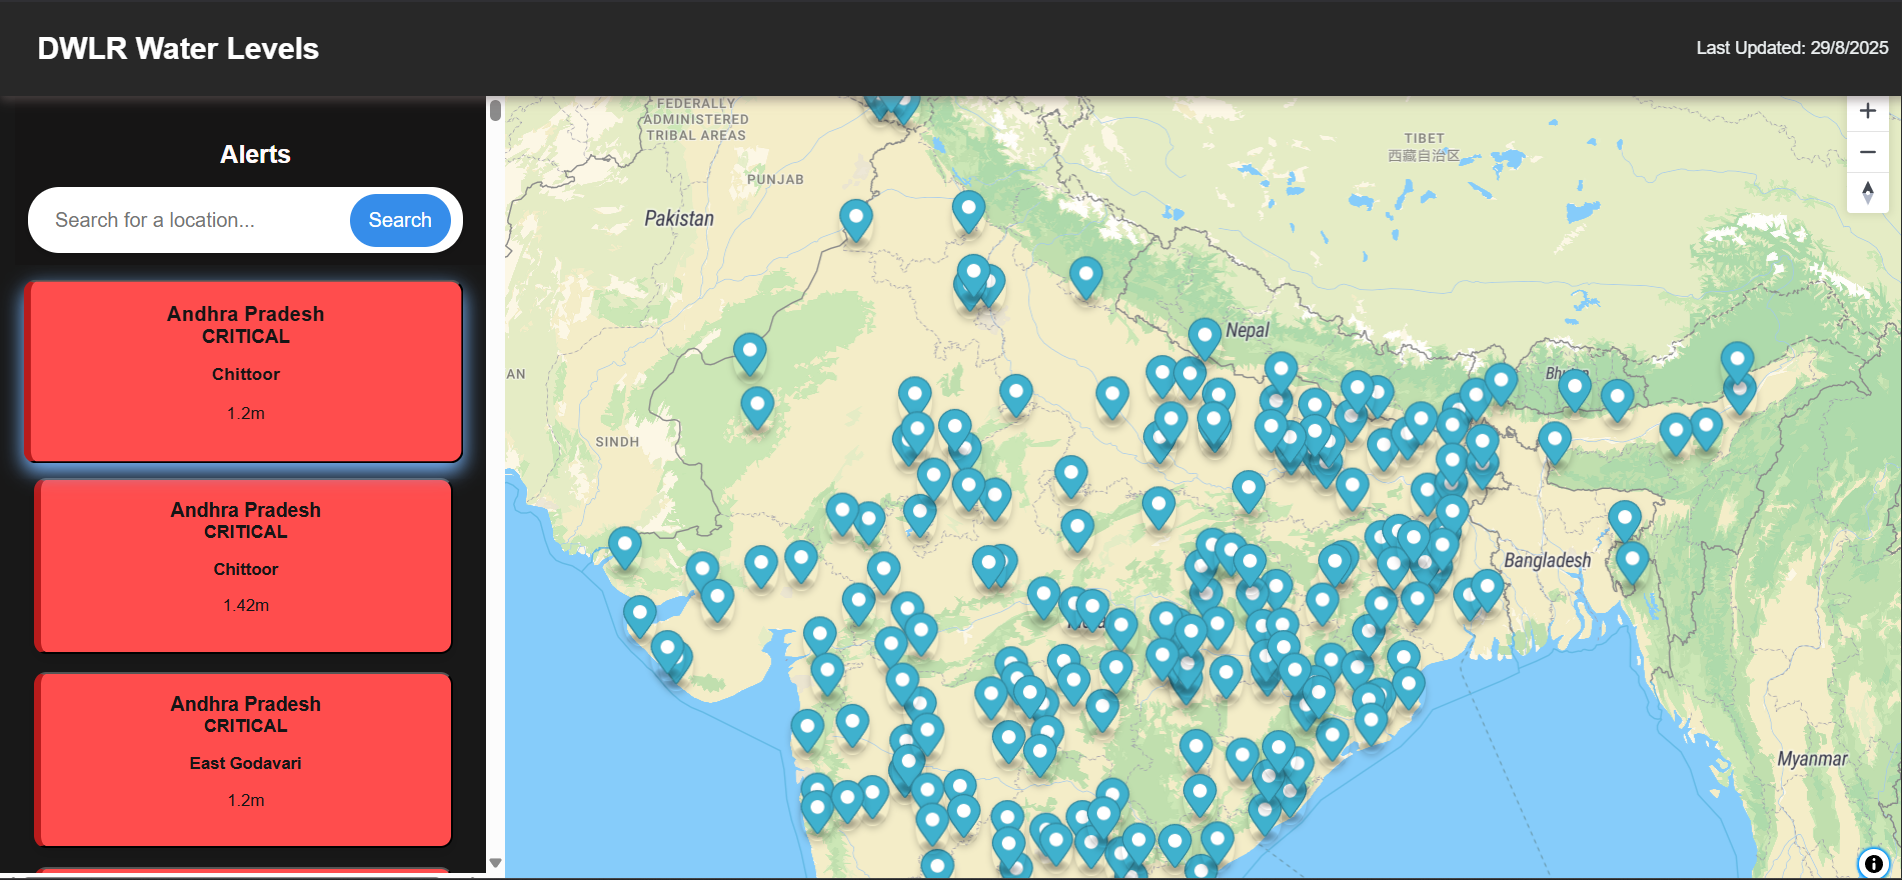 DWLR Water Levels
Last Updated: 29/8/2025
Alerts
Search for a location...
Search
Andhra Pradesh
CRITICAL
Chittoor
1.2m
Andhra Pradesh
CRITICAL
Chittoor
1.42m
Andhra Pradesh
CRITICAL
East Godavari
1.2m
FEDERALLY
ADMINISTERED
TRIBAL AREAS
TIBET
西藏自治区
PUNJAB
Pakistan
Nepal
AN
SINDH
Bangladesh
Myanmar